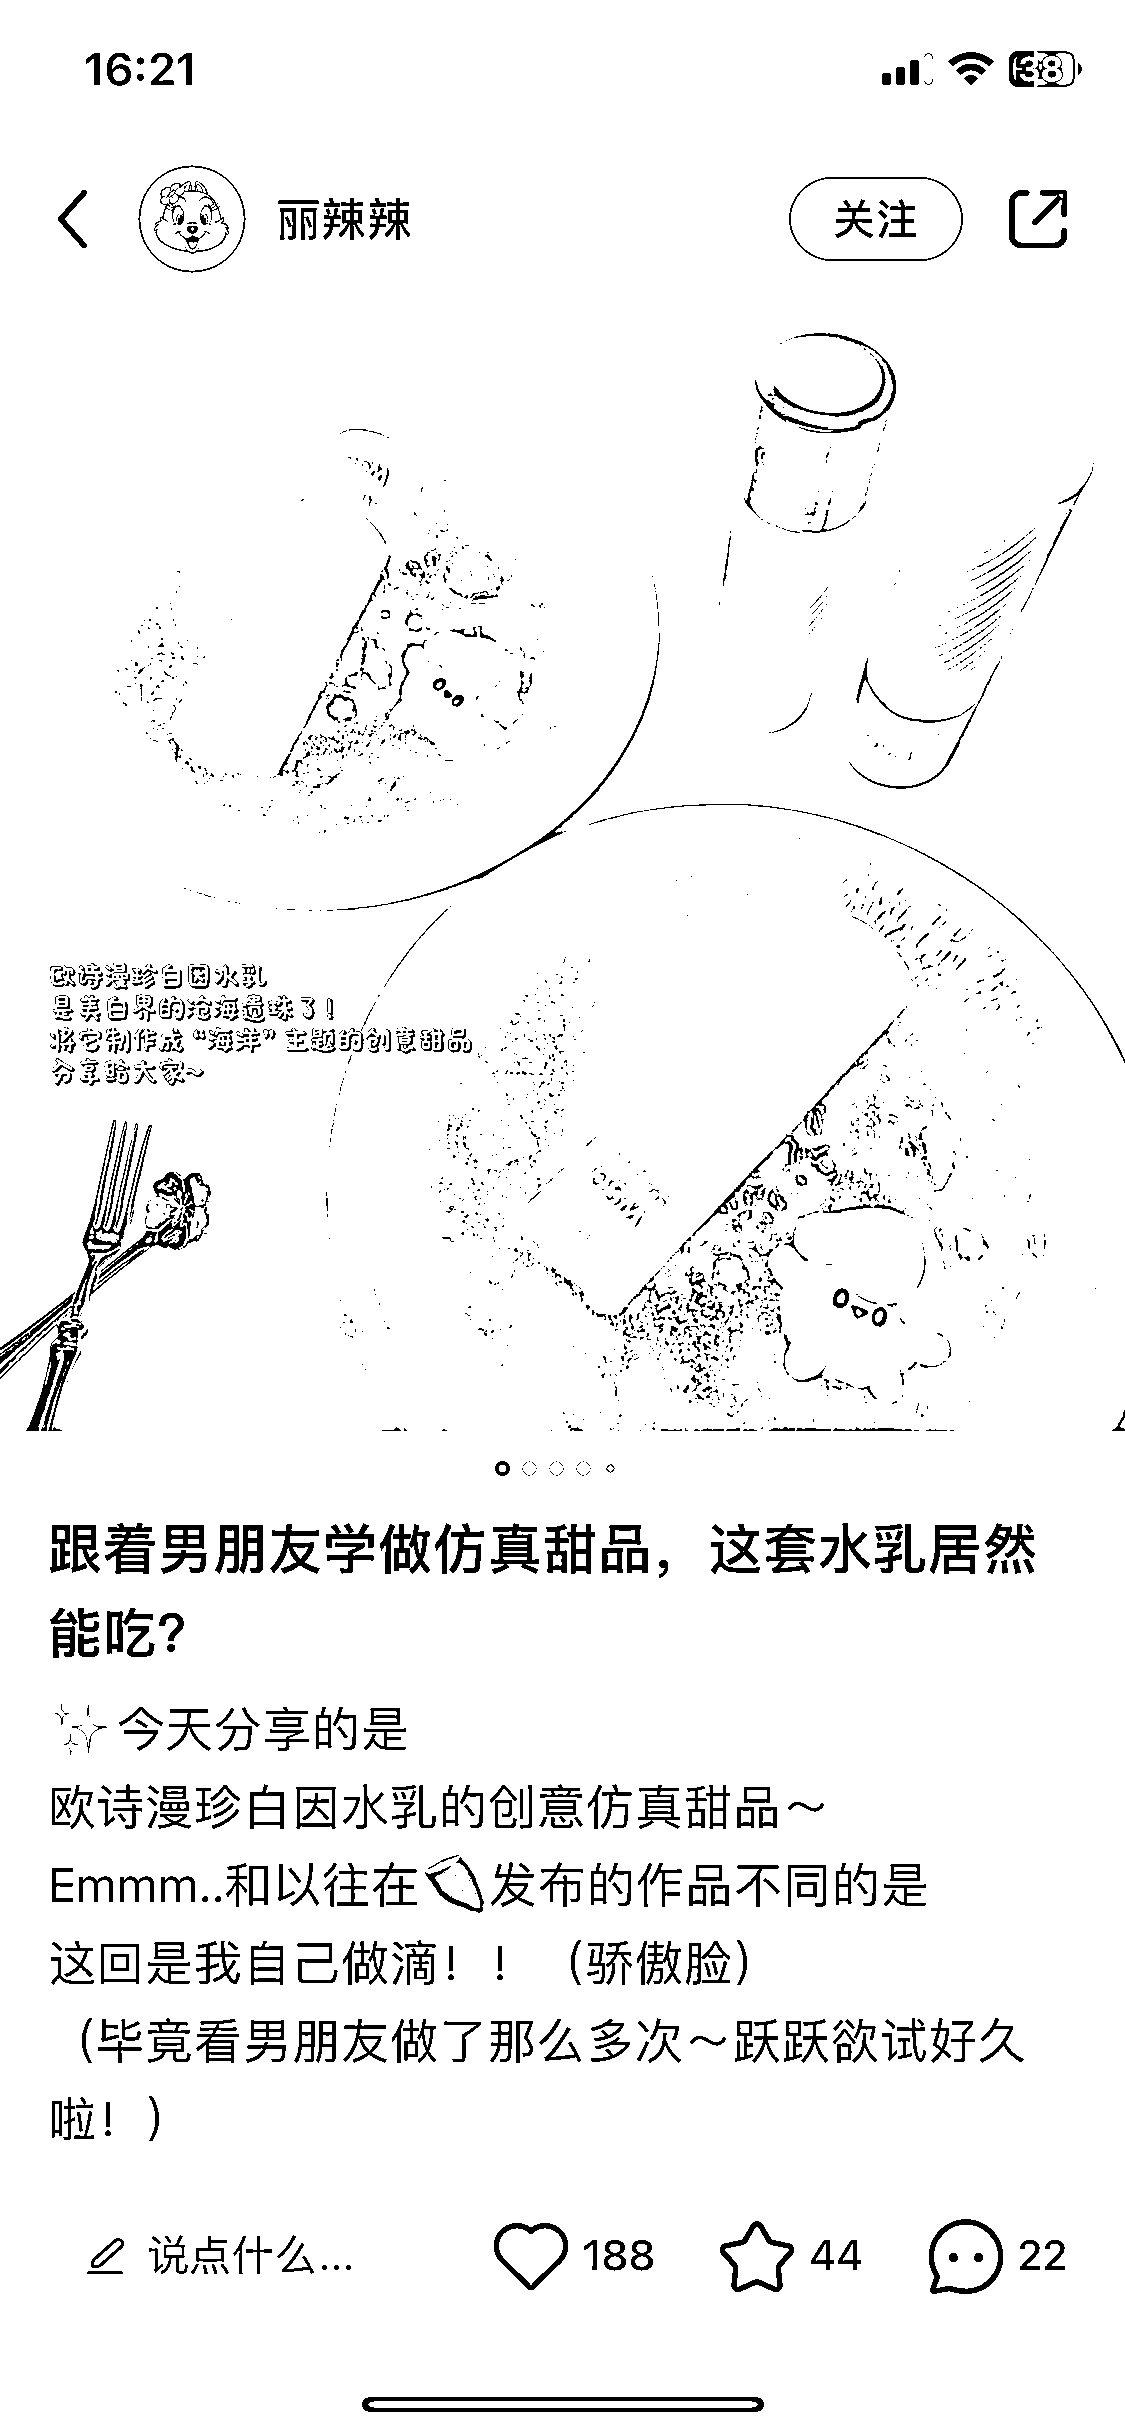 16:21
38
丽辣辣
关注
欧诗漫珍白因水乳
是美白界的沧海遗珠了！
将它制作成“海洋”主题的创意甜品
分享给大家~
跟着男朋友学做仿真甜品，这套水乳居然
能吃？
今天分享的是
欧诗漫珍白因水乳的创意仿真甜品～
Emmm..和以往在发布的作品不同的是
这回是我自己做滴！！（骄傲脸）
（毕竟看男朋友做了那么多次～跃跃欲试好久
啦！）
说点什么...
188
44
22